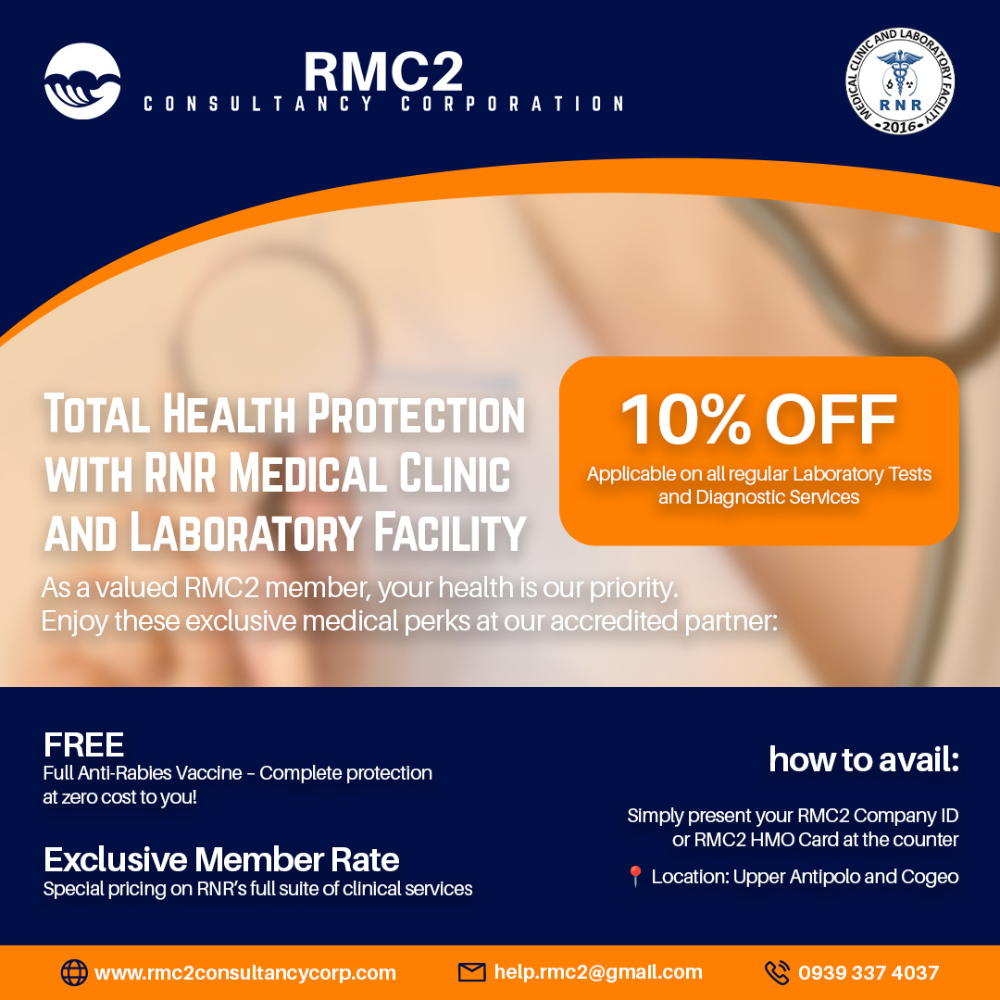 RMC2
CONSULTANCY CORPORATION
MEDICAL CLINIC AND LABORATORY FACILITY
RNR
•2016•
Total Health Protection
with RNR Medical Clinic
and Laboratory Facility
10% OFF
Applicable on all regular Laboratory Tests
and Diagnostic Services
As a valued RMC2 member, your health is our priority.
Enjoy these exclusive medical perks at our accredited partner:
FREE
Full Anti-Rabies Vaccine – Complete protection
at zero cost to you!
Exclusive Member Rate
Special pricing on RNR’s full suite of clinical services
how to avail:
Simply present your RMC2 Company ID
or RMC2 HMO Card at the counter
📍 Location: Upper Antipolo and Cogeo
www.rmc2consultancycorp.com
help.rmc2@gmail.com
0939 337 4037